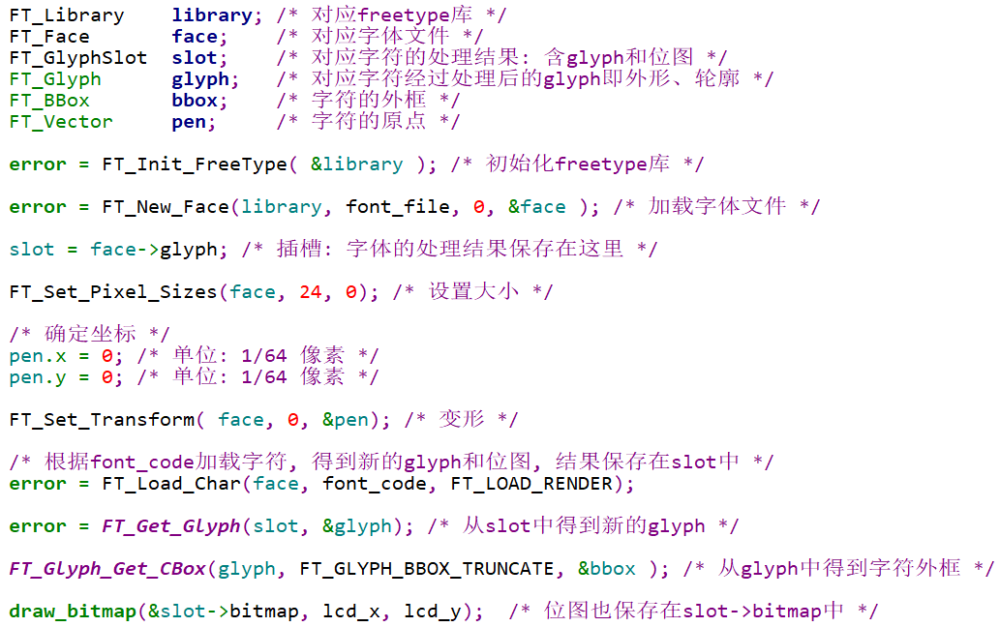 FT_Library    library; /* 对应freetype库 */
FT_Face       face;    /* 对应字体文件 */
FT_GlyphSlot  slot;    /* 对应字符的处理结果: 含glyph和位图 */
FT_Glyph      glyph;   /* 对应字符经过处理后的glyph即外形、轮廓 */
FT_BBox       bbox;    /* 字符的外框 */
FT_Vector     pen;     /* 字符的原点 */
error = FT_Init_FreeType( &library ); /* 初始化freetype库 */
error = FT_New_Face(library, font_file, 0, &face ); /* 加载字体文件 */
slot = face->glyph; /* 插槽: 字体的处理结果保存在这里 */
FT_Set_Pixel_Sizes(face, 24, 0); /* 设置大小 */
/* 确定坐标 */
pen.x = 0; /* 单位: 1/64 像素 */
pen.y = 0; /* 单位: 1/64 像素 */
FT_Set_Transform( face, 0, &pen); /* 变形 */
/* 根据font_code加载字符, 得到新的glyph和位图, 结果保存在slot中 */
error = FT_Load_Char(face, font_code, FT_LOAD_RENDER);
error = FT_Get_Glyph(slot, &glyph); /* 从slot中得到新的glyph */
FT_Glyph_Get_CBox(glyph, FT_GLYPH_BBOX_TRUNCATE, &bbox ); /* 从glyph中得到字符外框 */
draw_bitmap(&slot->bitmap, lcd_x, lcd_y);  /* 位图也保存在slot->bitmap中 */